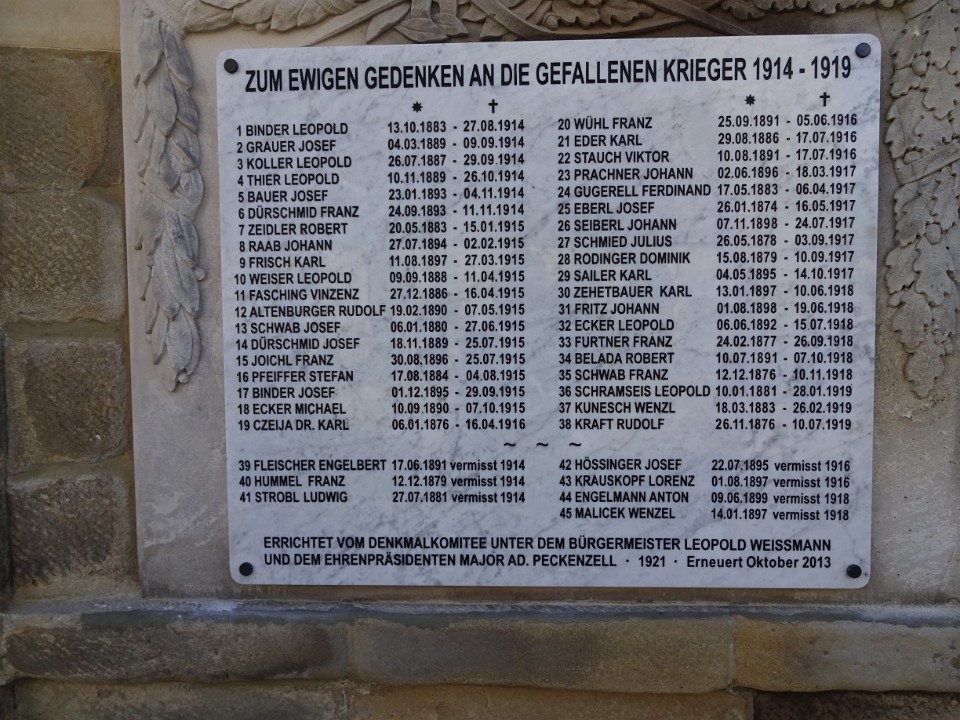 ZUM EWIGEN GEDENKEN AN DIE GEFALLENEN KRIEGER 1914 - 1919
✷ ✝
1 BINDER LEOPOLD 13.10.1883 - 27.08.1914
2 GRAUER JOSEF 04.03.1889 - 09.09.1914
3 KOLLER LEOPOLD 26.07.1887 - 29.09.1914
4 THIER LEOPOLD 10.11.1889 - 26.10.1914
5 BAUER JOSEF 23.01.1893 - 04.11.1914
6 DÜRSCHMID FRANZ 24.09.1893 - 11.11.1914
7 ZEIDLER ROBERT 20.05.1883 - 15.01.1915
8 RAAB JOHANN 27.07.1894 - 02.02.1915
9 FRISCH KARL 11.08.1897 - 27.03.1915
10 WEISER LEOPOLD 09.09.1888 - 11.04.1915
11 FASCHING VINZENZ 27.12.1886 - 16.04.1915
12 ALTENBURGER RUDOLF 19.02.1890 - 07.05.1915
13 SCHWAB JOSEF 06.01.1880 - 27.06.1915
14 DÜRSCHMID JOSEF 18.11.1889 - 25.07.1915
15 JOICHL FRANZ 30.08.1896 - 25.07.1915
16 PFEIFFER STEFAN 17.08.1884 - 04.08.1915
17 BINDER JOSEF 01.12.1895 - 29.09.1915
18 ECKER MICHAEL 10.09.1890 - 07.10.1915
19 CZEIJA DR. KARL 06.01.1876 - 16.04.1916
✷ ✝
20 WÜHL FRANZ 25.09.1891 - 05.06.1916
21 EDER KARL 29.08.1886 - 17.07.1916
22 STAUCH VIKTOR 10.08.1891 - 17.07.1916
23 PRACHNER JOHANN 02.06.1896 - 18.03.1917
24 GUGERELL FERDINAND 17.05.1883 - 06.04.1917
25 EBERL JOSEF 26.01.1874 - 16.05.1917
26 SEIBERL JOHANN 07.11.1898 - 24.07.1917
27 SCHMIED JULIUS 26.05.1878 - 03.09.1917
28 RODINGER DOMINIK 15.08.1879 - 10.09.1917
29 SAILER KARL 04.05.1895 - 14.10.1917
30 ZEHETBAUER KARL 13.01.1897 - 10.06.1918
31 FRITZ JOHANN 01.08.1898 - 19.06.1918
32 ECKER LEOPOLD 06.06.1892 - 15.07.1918
33 FURTNER FRANZ 24.02.1877 - 26.09.1918
34 BELADA ROBERT 10.07.1891 - 07.10.1918
35 SCHWAB FRANZ 12.12.1876 - 10.11.1918
36 SCHRAMSEIS LEOPOLD 10.01.1881 - 28.01.1919
37 KUNESCH WENZL 18.03.1883 - 26.02.1919
38 KRAFT RUDOLF 26.11.1876 - 10.07.1919
~ ~ ~
39 FLEISCHER ENGELBERT 17.06.1891 vermisst 1914
40 HUMMEL FRANZ 12.12.1879 vermisst 1914
41 STROBL LUDWIG 27.07.1881 vermisst 1914
42 HÖSSINGER JOSEF 22.07.1895 vermisst 1916
43 KRAUSKOPF LORENZ 01.08.1897 vermisst 1916
44 ENGELMANN ANTON 09.06.1899 vermisst 1918
45 MALICEK WENZEL 14.01.1897 vermisst 1918
ERRICHTET VOM DENKMALKOMITEE UNTER DEM BÜRGERMEISTER LEOPOLD WEISSMANN
UND DEM EHRENPRÄSIDENTEN MAJOR AD. PECKENZELL · 1921 · Erneuert Oktober 2013